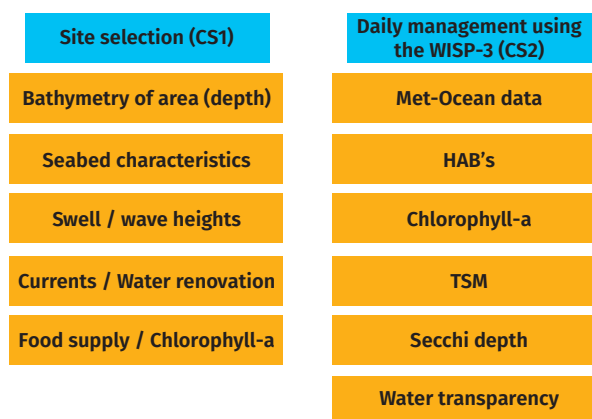 Site selection (CS1)
Bathymetry of area (depth)
Seabed characteristics
Swell / wave heights
Currents / Water renovation
Food supply / Chlorophyll-a
Daily management using
the WISP-3 (CS2)
Met-Ocean data
HAB's
Chlorophyll-a
TSM
Secchi depth
Water transparency